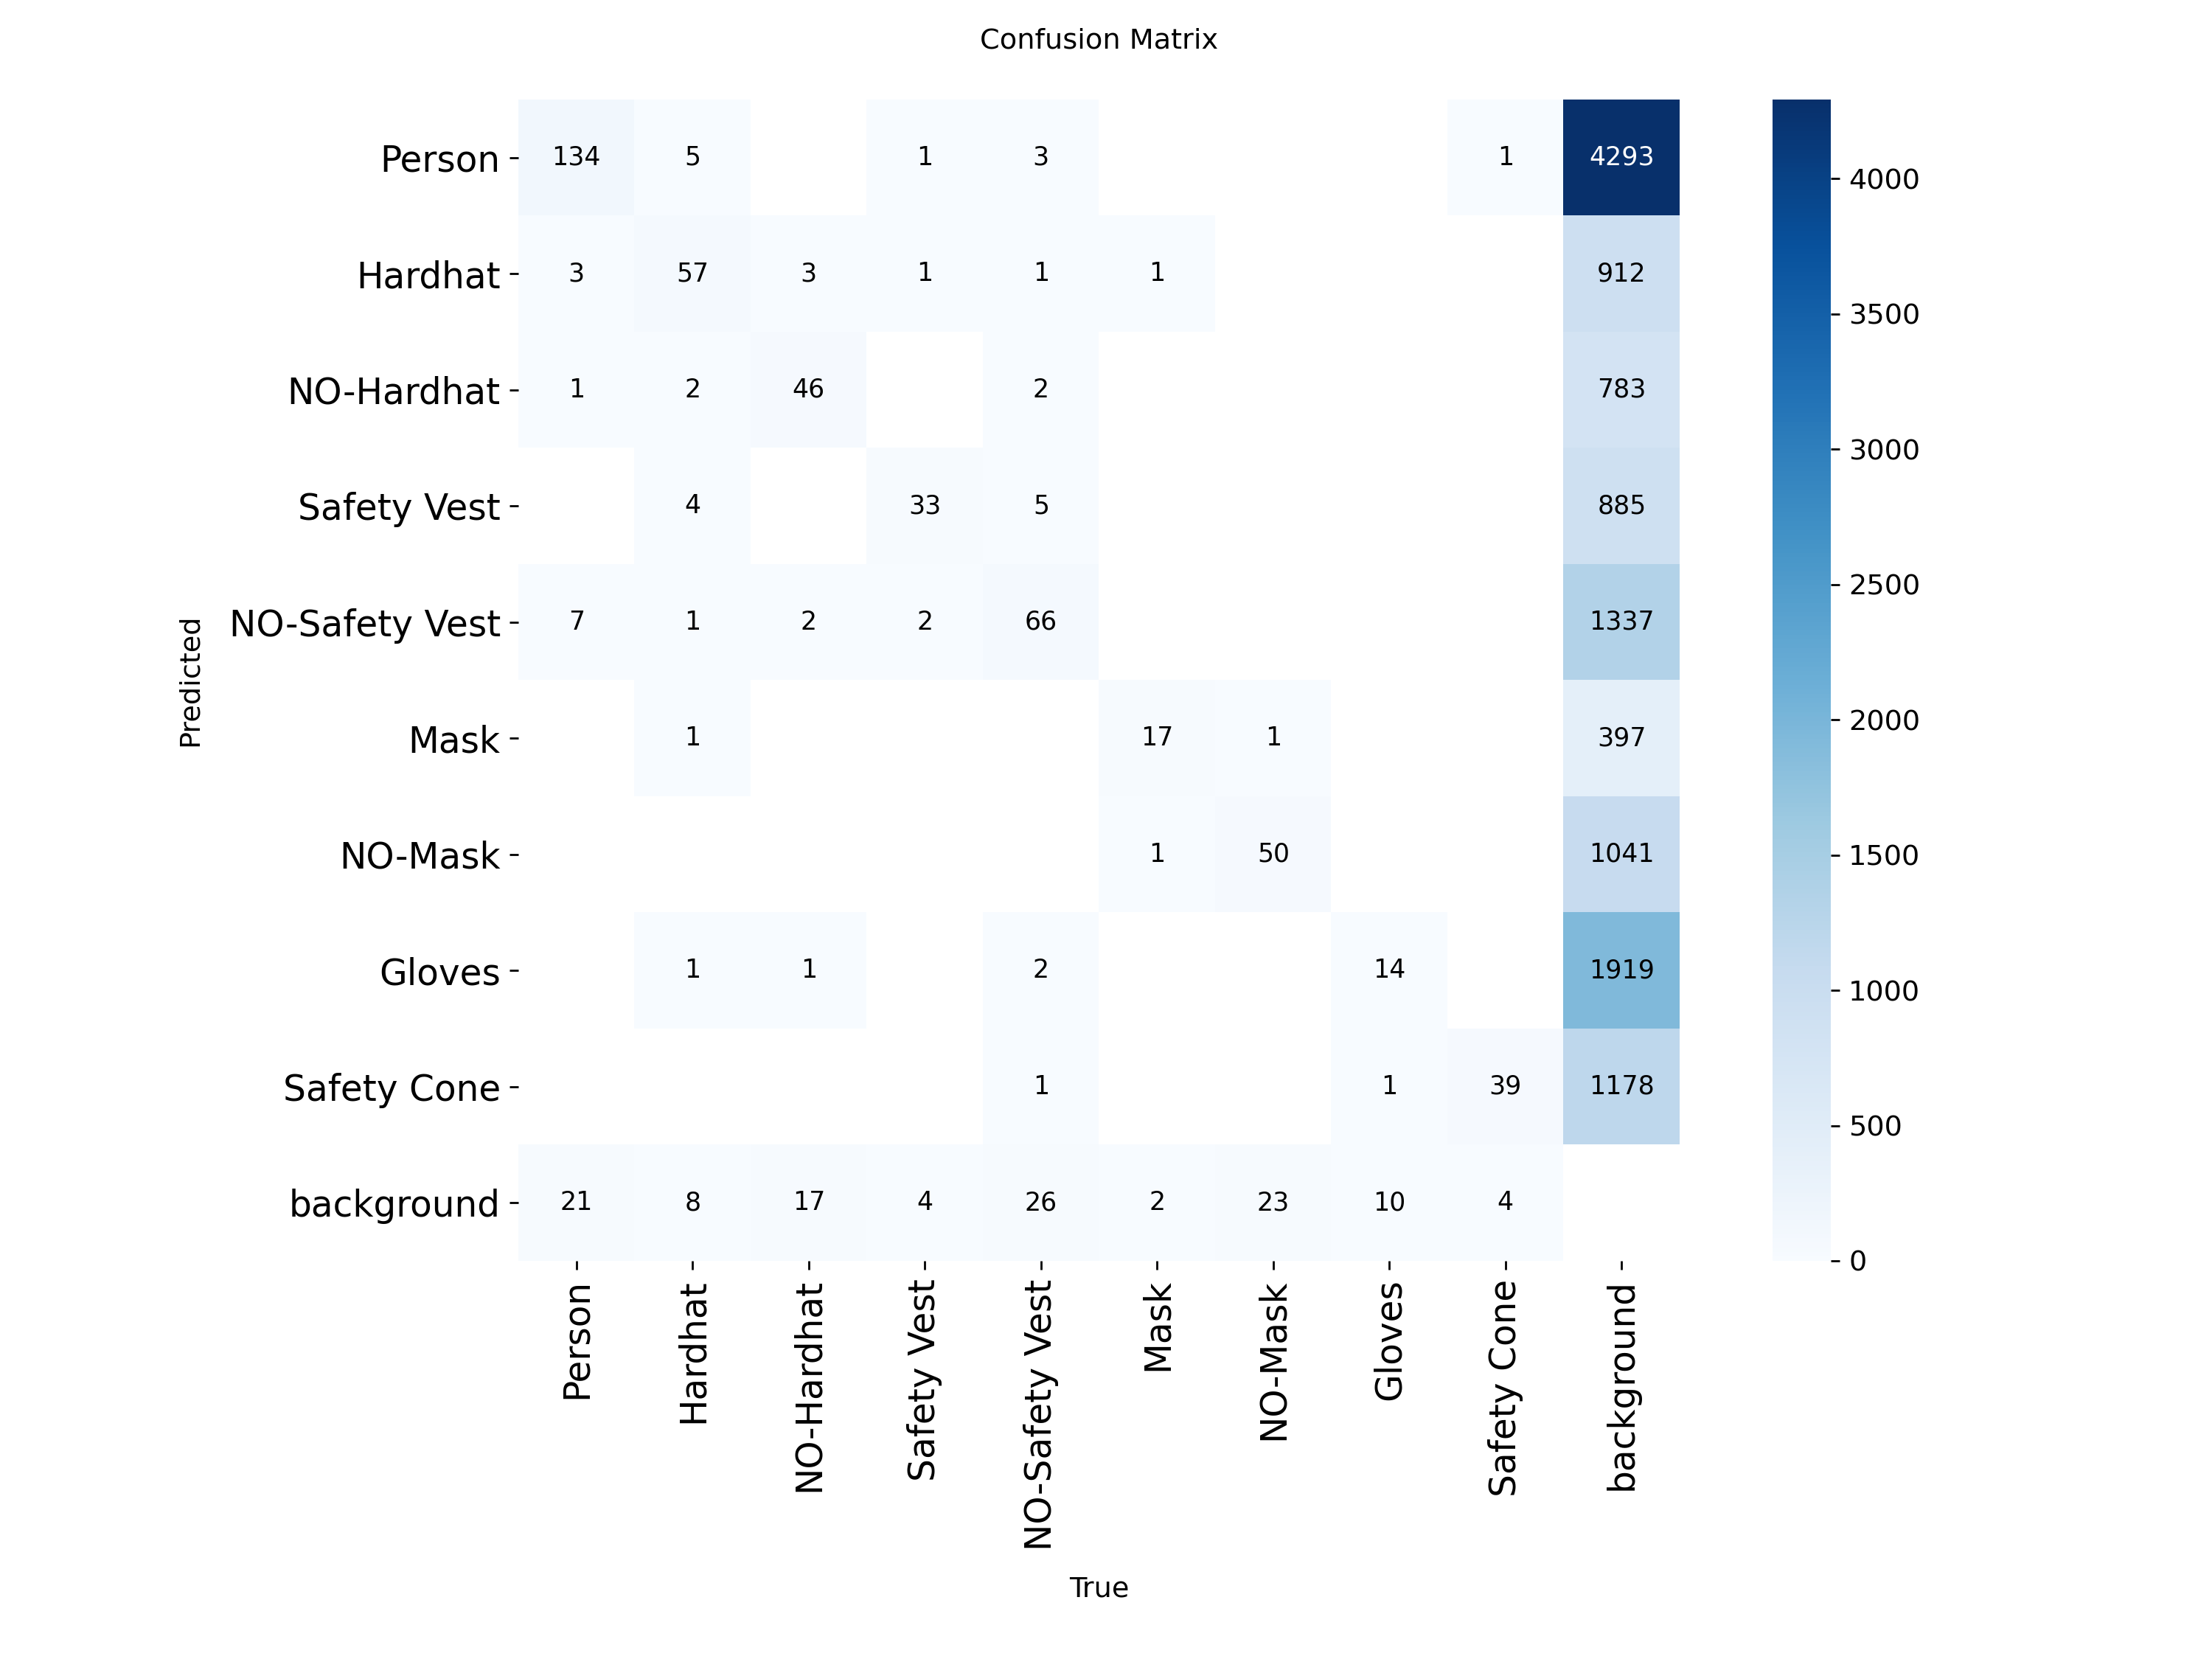 Confusion Matrix
Person 134 5 1 3 1 4293
Hardhat 3 57 3 1 1 1 912
NO-Hardhat 1 2 46 2 783
Safety Vest 4 33 5 885
NO-Safety Vest 7 1 2 2 66 1337
Mask 1 17 1 397
NO-Mask 1 50 1041
Gloves 1 1 2 14 1919
Safety Cone 1 1 39 1178
background 21 8 17 4 26 2 23 10 4
Predicted
Person
Hardhat
NO-Hardhat
Safety Vest
NO-Safety Vest
Mask
NO-Mask
Gloves
Safety Cone
background
True
4000
3500
3000
2500
2000
1500
1000
500
0